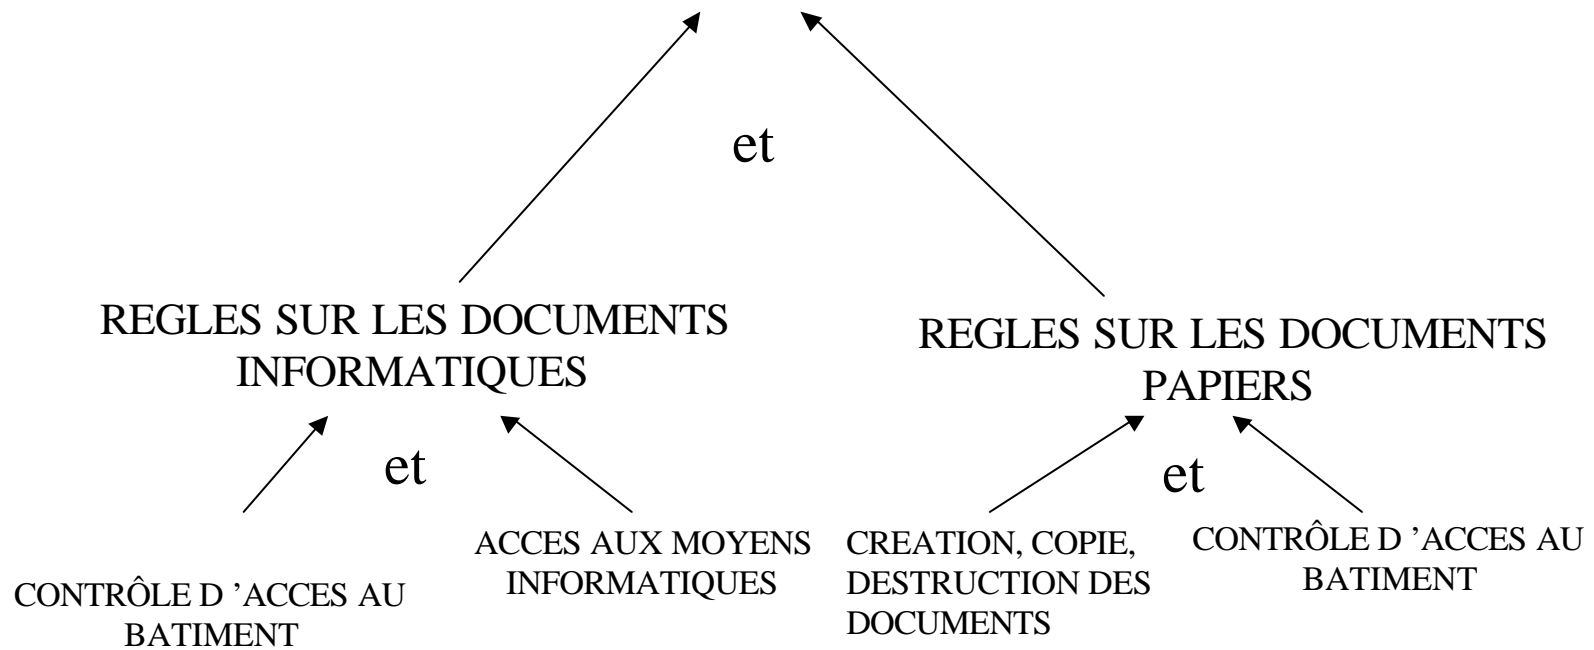 et
REGLES SUR LES DOCUMENTS
INFORMATIQUES
REGLES SUR LES DOCUMENTS
PAPIERS
et
et
CONTRÔLE D ’ACCES AU
BATIMENT
ACCES AUX MOYENS
INFORMATIQUES
CREATION, COPIE,
DESTRUCTION DES
DOCUMENTS
CONTRÔLE D ’ACCES AU
BATIMENT